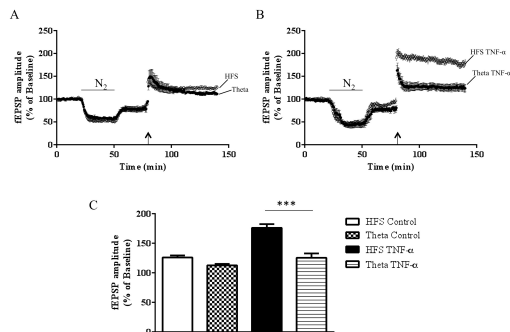 A
B
fEPSP amplitude
(% of Baseline)
250
200
150
100
50
0
N2
HFS
Theta
0
50
100
150
Time (min)
fEPSP amplitude
(% of Baseline)
250
200
150
100
50
0
N2
HFS TNF-α
Theta TNF-α
0
50
100
150
Time (min)
C
fEPSP amplitude
(% of Baseline)
200
150
100
50
0
***
HFS Control
Theta Control
HFS TNF-α
Theta TNF-α